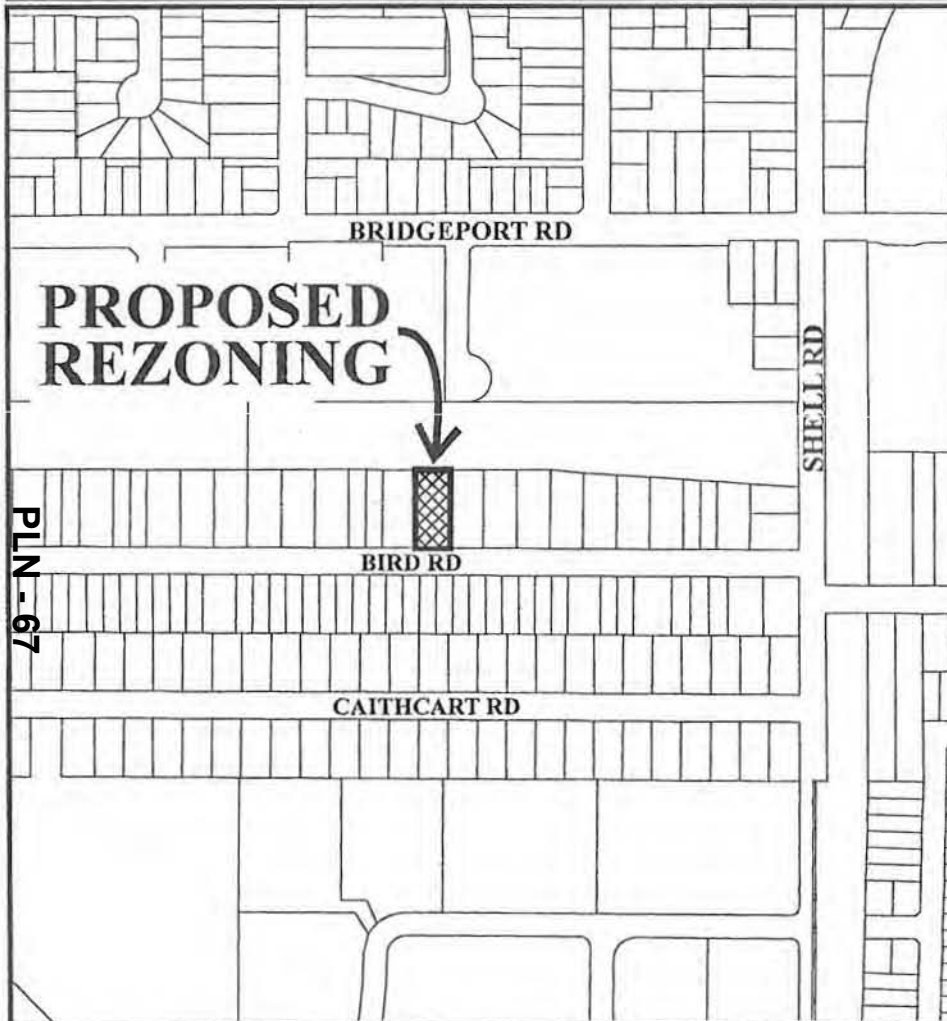 BRIDGEPORT RD
PROPOSED
REZONING
SHELL RD
PLN - 67
BIRD RD
CAITHCART RD